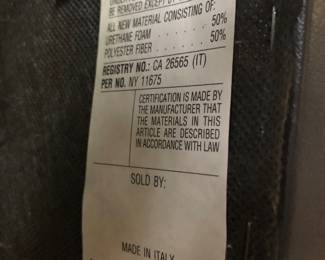 BE REMOVED EXCEPT BY
ALL NEW MATERIAL CONSISTING OF:
URETHANE FOAM . . . . . . 50%
POLYESTER FIBER . . . . . 50%
REGISTRY NO.: CA 26565 (IT)
PER NO. NY 11675
CERTIFICATION IS MADE BY
THE MANUFACTURER THAT
THE MATERIALS IN THIS
ARTICLE ARE DESCRIBED
IN ACCORDANCE WITH LAW
SOLD BY:
MADE IN ITALY